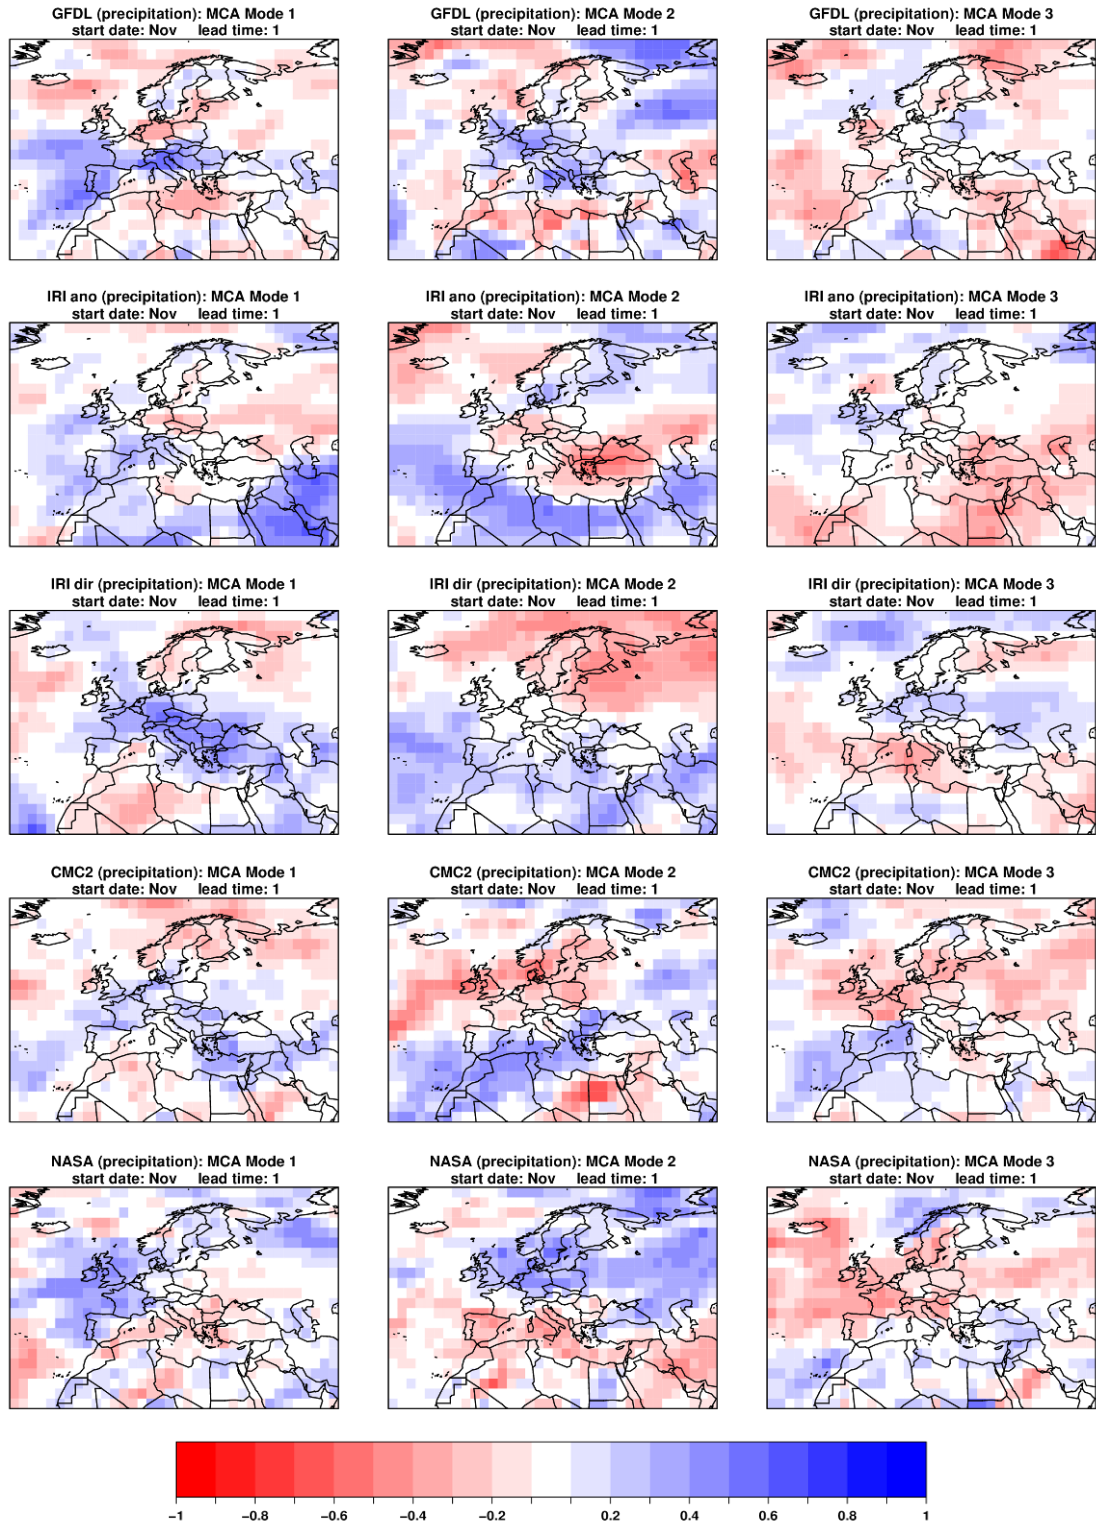 GFDL (precipitation): MCA Mode 1
start date: Nov lead time: 1
GFDL (precipitation): MCA Mode 2
start date: Nov lead time: 1
GFDL (precipitation): MCA Mode 3
start date: Nov lead time: 1
IRI ano (precipitation): MCA Mode 1
start date: Nov lead time: 1
IRI ano (precipitation): MCA Mode 2
start date: Nov lead time: 1
IRI ano (precipitation): MCA Mode 3
start date: Nov lead time: 1
IRI dir (precipitation): MCA Mode 1
start date: Nov lead time: 1
IRI dir (precipitation): MCA Mode 2
start date: Nov lead time: 1
IRI dir (precipitation): MCA Mode 3
start date: Nov lead time: 1
CMC2 (precipitation): MCA Mode 1
start date: Nov lead time: 1
CMC2 (precipitation): MCA Mode 2
start date: Nov lead time: 1
CMC2 (precipitation): MCA Mode 3
start date: Nov lead time: 1
NASA (precipitation): MCA Mode 1
start date: Nov lead time: 1
NASA (precipitation): MCA Mode 2
start date: Nov lead time: 1
NASA (precipitation): MCA Mode 3
start date: Nov lead time: 1
−1 −0.8 −0.6 −0.4 −0.2 0.2 0.4 0.6 0.8 1